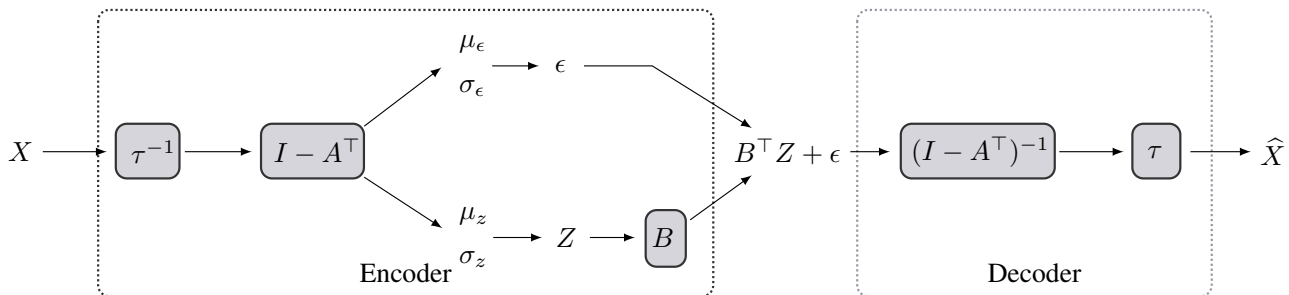 μ_ϵ
σ_ϵ
ϵ
X
τ⁻¹
I − A^⊤
B^⊤Z + ϵ
(I − A^⊤)⁻¹
τ
X̂
μ_z
σ_z
Z
B
Encoder
Decoder